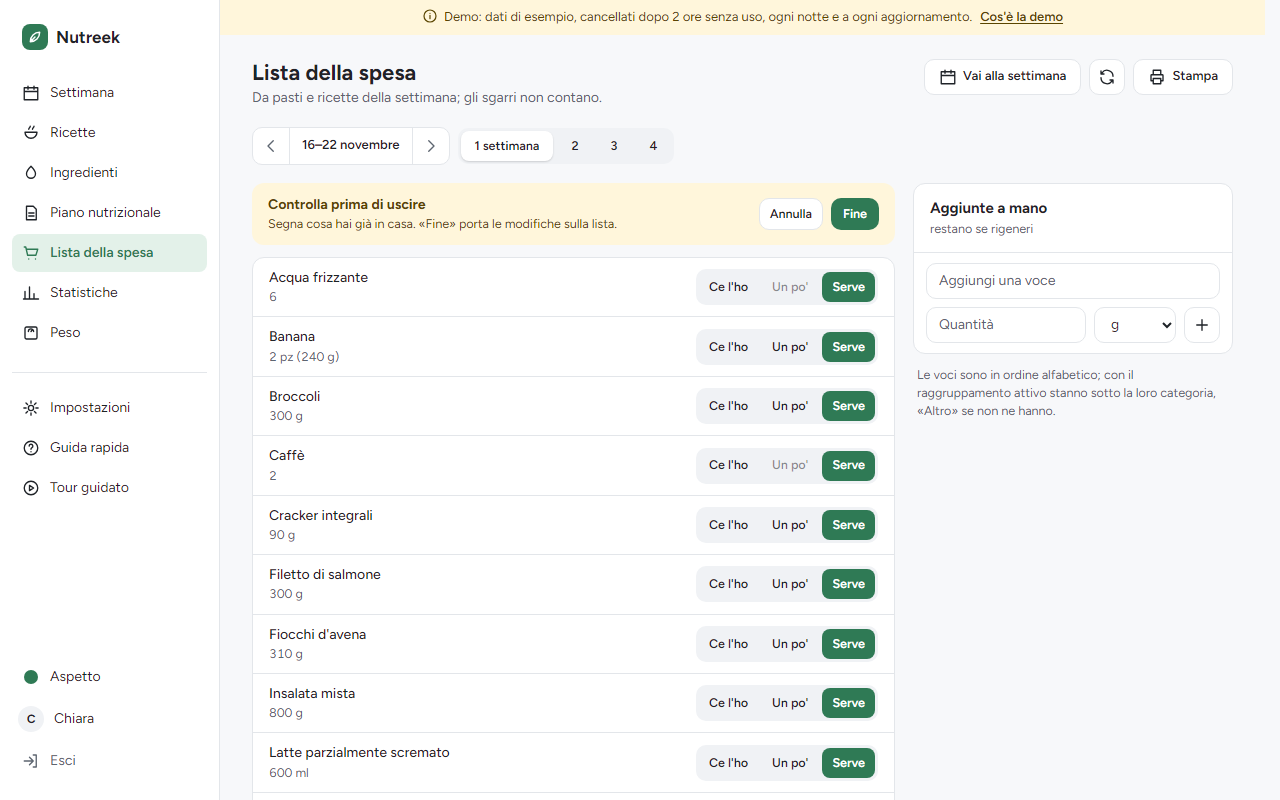 Nutreek
Settimana
Ricette
Ingredienti
Piano nutrizionale
Lista della spesa
Statistiche
Peso
Impostazioni
Guida rapida
Tour guidato
Aspetto
C Chiara
Esci
Demo: dati di esempio, cancellati dopo 2 ore senza uso, ogni notte e a ogni aggiornamento. Cos'è la demo
Lista della spesa
Da pasti e ricette della settimana; gli sgarri non contano.
Vai alla settimana
Stampa
16–22 novembre
1 settimana 2 3 4
Controlla prima di uscire
Segna cosa hai già in casa. «Fine» porta le modifiche sulla lista.
Annulla Fine
Acqua frizzante
6
Ce l'ho Un po' Serve
Banana
2 pz (240 g)
Ce l'ho Un po' Serve
Broccoli
300 g
Ce l'ho Un po' Serve
Caffè
2
Ce l'ho Un po' Serve
Cracker integrali
90 g
Ce l'ho Un po' Serve
Filetto di salmone
300 g
Ce l'ho Un po' Serve
Fiocchi d'avena
310 g
Ce l'ho Un po' Serve
Insalata mista
800 g
Ce l'ho Un po' Serve
Latte parzialmente scremato
600 ml
Ce l'ho Un po' Serve
Aggiunte a mano
restano se rigeneri
Aggiungi una voce
Quantità g
Le voci sono in ordine alfabetico; con il
raggruppamento attivo stanno sotto la loro categoria,
«Altro» se non ne hanno.